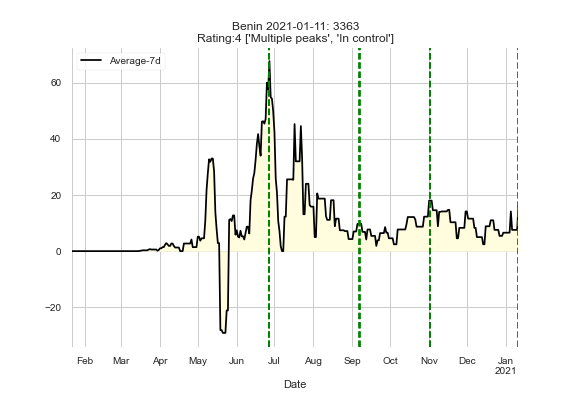 Benin 2021-01-11: 3363
Rating:4 ['Multiple peaks', 'In control']
Average-7d
60
40
20
0
−20
Feb Mar Apr May Jun Jul Aug Sep Oct Nov Dec Jan
2021
Date